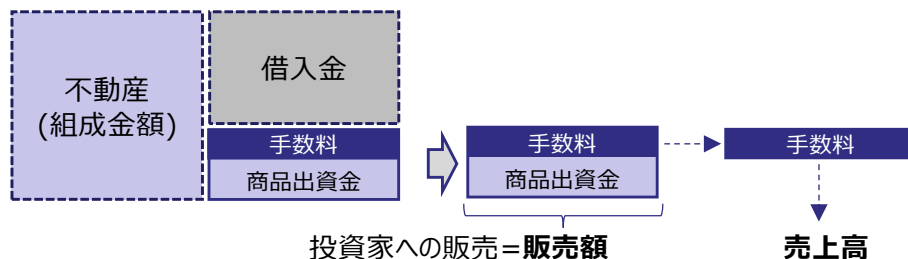 不動産
(組成金額)
借入金
手数料
商品出資金
手数料
商品出資金
手数料
投資家への販売=販売額
売上高